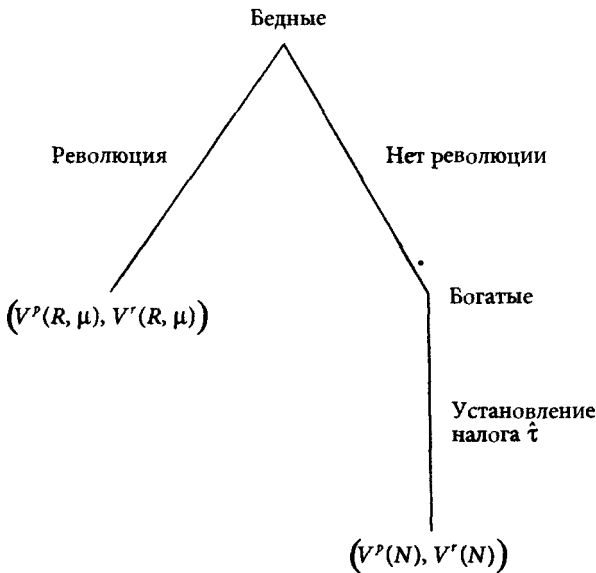 Бедные
Революция
Нет революции
Богатые
(V^p(R, μ), V^r(R, μ))
Установление
налога τ̂
(V^p(N), V^r(N))